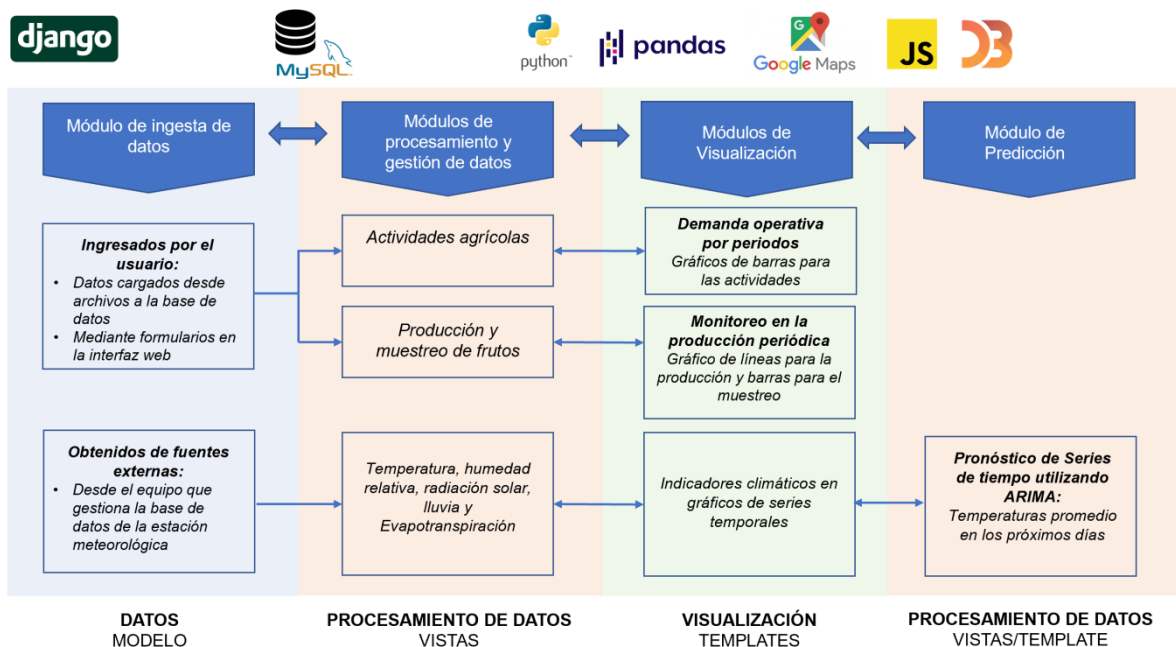 django
MySQL
python
pandas
Google Maps
JS
D3
Módulo de ingesta de
datos
Módulos de
procesamiento y
gestión de datos
Módulos de
Visualización
Módulo de
Predicción
Ingresados por el
usuario:
• Datos cargados desde
archivos a la base de
datos
• Mediante formularios en
la interfaz web
Actividades agrícolas
Demanda operativa
por periodos
Gráficos de barras para
las actividades
Producción y
muestreo de frutos
Monitoreo en la
producción periódica
Gráfico de líneas para la
producción y barras para el
muestreo
Obtenidos de fuentes
externas:
• Desde el equipo que
gestiona la base de
datos de la estación
meteorológica
Temperatura, humedad
relativa, radiación solar,
lluvia y
Evapotranspiración
Indicadores climáticos en
gráficos de series
temporales
Pronóstico de Series
de tiempo utilizando
ARIMA:
Temperaturas promedio
en los próximos días
DATOS
MODELO
PROCESAMIENTO DE DATOS
VISTAS
VISUALIZACIÓN
TEMPLATES
PROCESAMIENTO DE DATOS
VISTAS/TEMPLATE